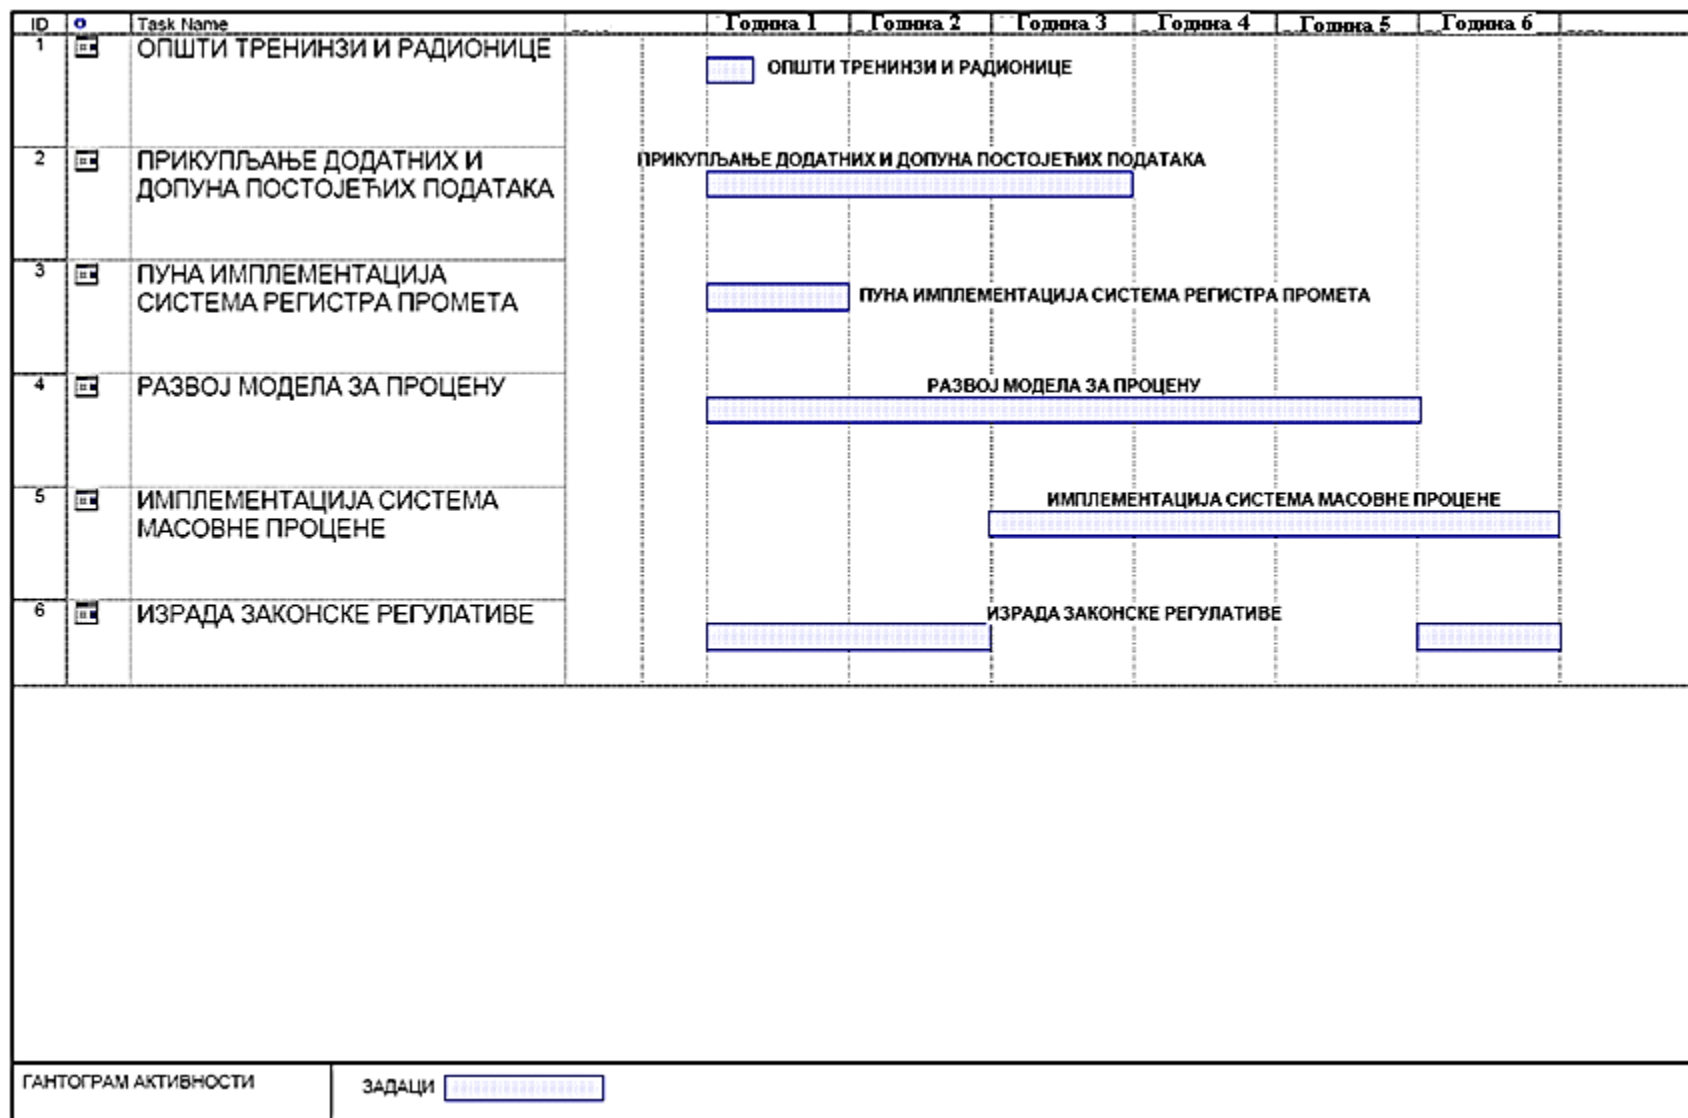 ID Task Name Година 1 Година 2 Година 3 Година 4 Година 5 Година 6
1 ОПШТИ ТРЕНИНЗИ И РАДИОНИЦЕ
ОПШТИ ТРЕНИНЗИ И РАДИОНИЦЕ
2 ПРИКУПЉАЊЕ ДОДАТНИХ И
ДОПУНА ПОСТОЈЕЋИХ ПОДАТАКА
ПРИКУПЉАЊЕ ДОДАТНИХ И ДОПУНА ПОСТОЈЕЋИХ ПОДАТАКА
3 ПУНА ИМПЛЕМЕНТАЦИЈА
СИСТЕМА РЕГИСТРА ПРОМЕТА
ПУНА ИМПЛЕМЕНТАЦИЈА СИСТЕМА РЕГИСТРА ПРОМЕТА
4 РАЗВОЈ МОДЕЛА ЗА ПРОЦЕНУ
РАЗВОЈ МОДЕЛА ЗА ПРОЦЕНУ
5 ИМПЛЕМЕНТАЦИЈА СИСТЕМА
МАСОВНЕ ПРОЦЕНЕ
ИМПЛЕМЕНТАЦИЈА СИСТЕМА МАСОВНЕ ПРОЦЕНЕ
6 ИЗРАДА ЗАКОНСКЕ РЕГУЛАТИВЕ
ИЗРАДА ЗАКОНСКЕ РЕГУЛАТИВЕ
ГАНТОГРАМ АКТИВНОСТИ
ЗАДАЦИ